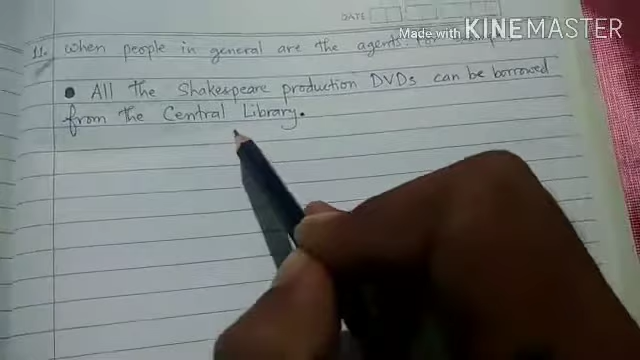 Made with KINEMASTER
DATE
11. when people in general are the agents. For
• All the Shakespeare production DVDs can be borrowed
from the Central Library.